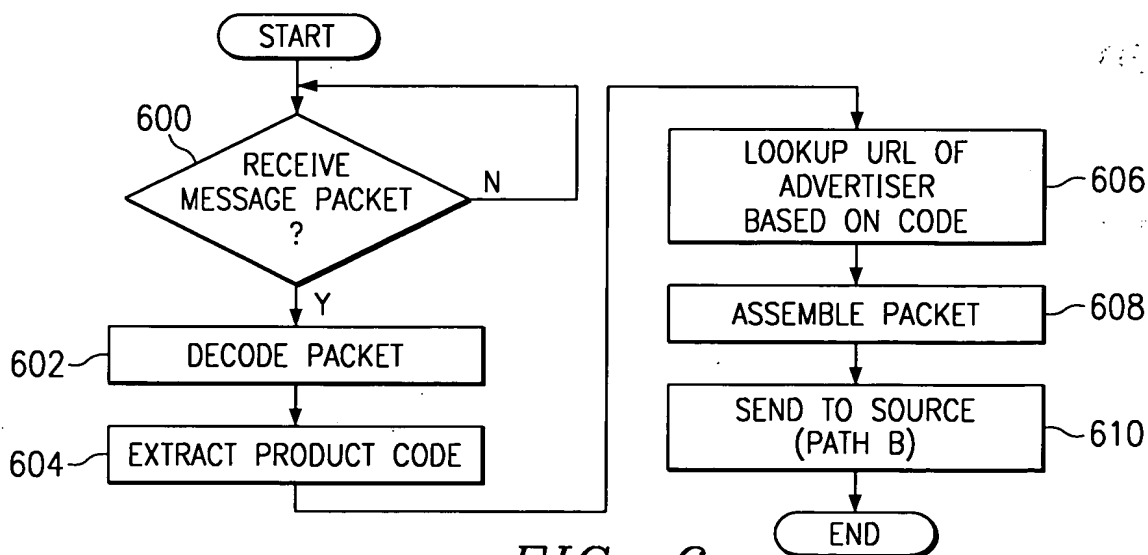 START
600
RECEIVE
MESSAGE PACKET
?
N
Y
602
DECODE PACKET
604
EXTRACT PRODUCT CODE
LOOKUP URL OF
ADVERTISER
BASED ON CODE
606
ASSEMBLE PACKET
608
SEND TO SOURCE
(PATH B)
610
END